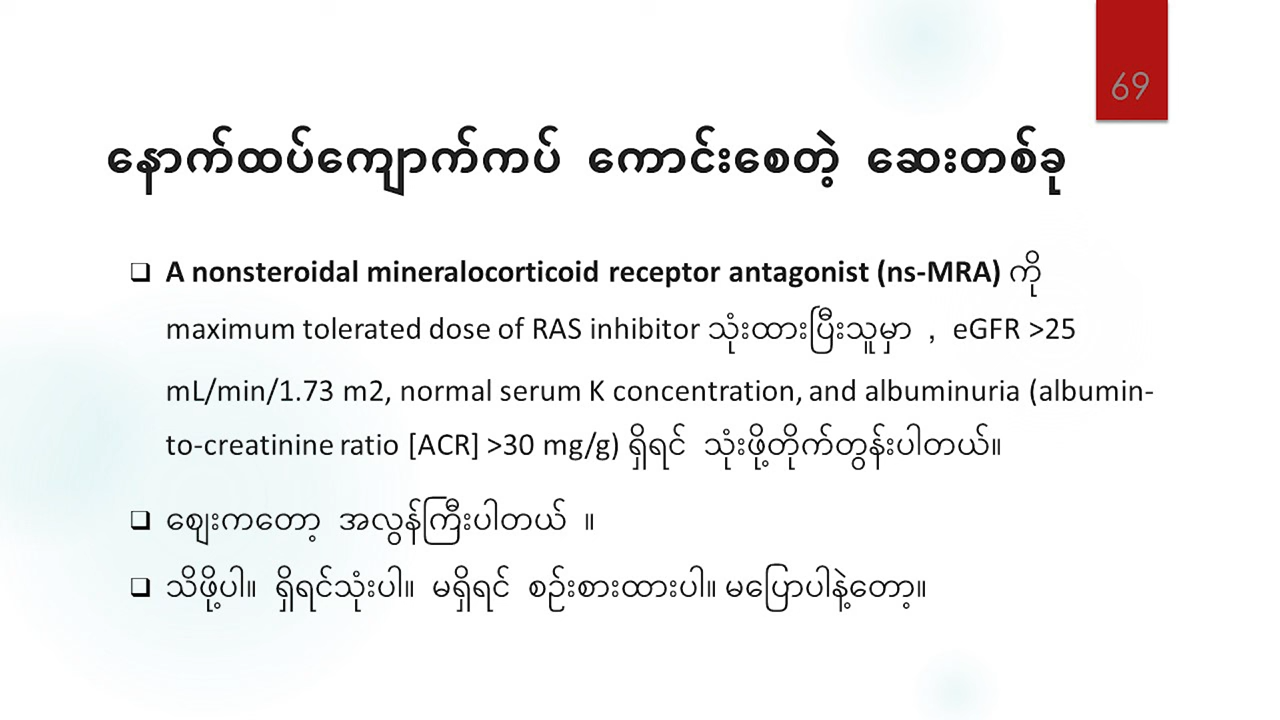 69
နောက်ထပ်ကျောက်ကပ် ကောင်းစေတဲ့ ဆေးတစ်ခု
❑ A nonsteroidal mineralocorticoid receptor antagonist (ns-MRA) ကို
maximum tolerated dose of RAS inhibitor သုံးထားပြီးသူမှာ , eGFR >25
mL/min/1.73 m2, normal serum K concentration, and albuminuria (albumin-
to-creatinine ratio [ACR] >30 mg/g) ရှိရင် သုံးဖို့တိုက်တွန်းပါတယ်။
❑ ဈေးကတော့ အလွန်ကြီးပါတယ် ။
❑ သိဖို့ပါ။ ရှိရင်သုံးပါ။ မရှိရင် စဉ်းစားထားပါ။ မပြောပါနဲ့တော့။